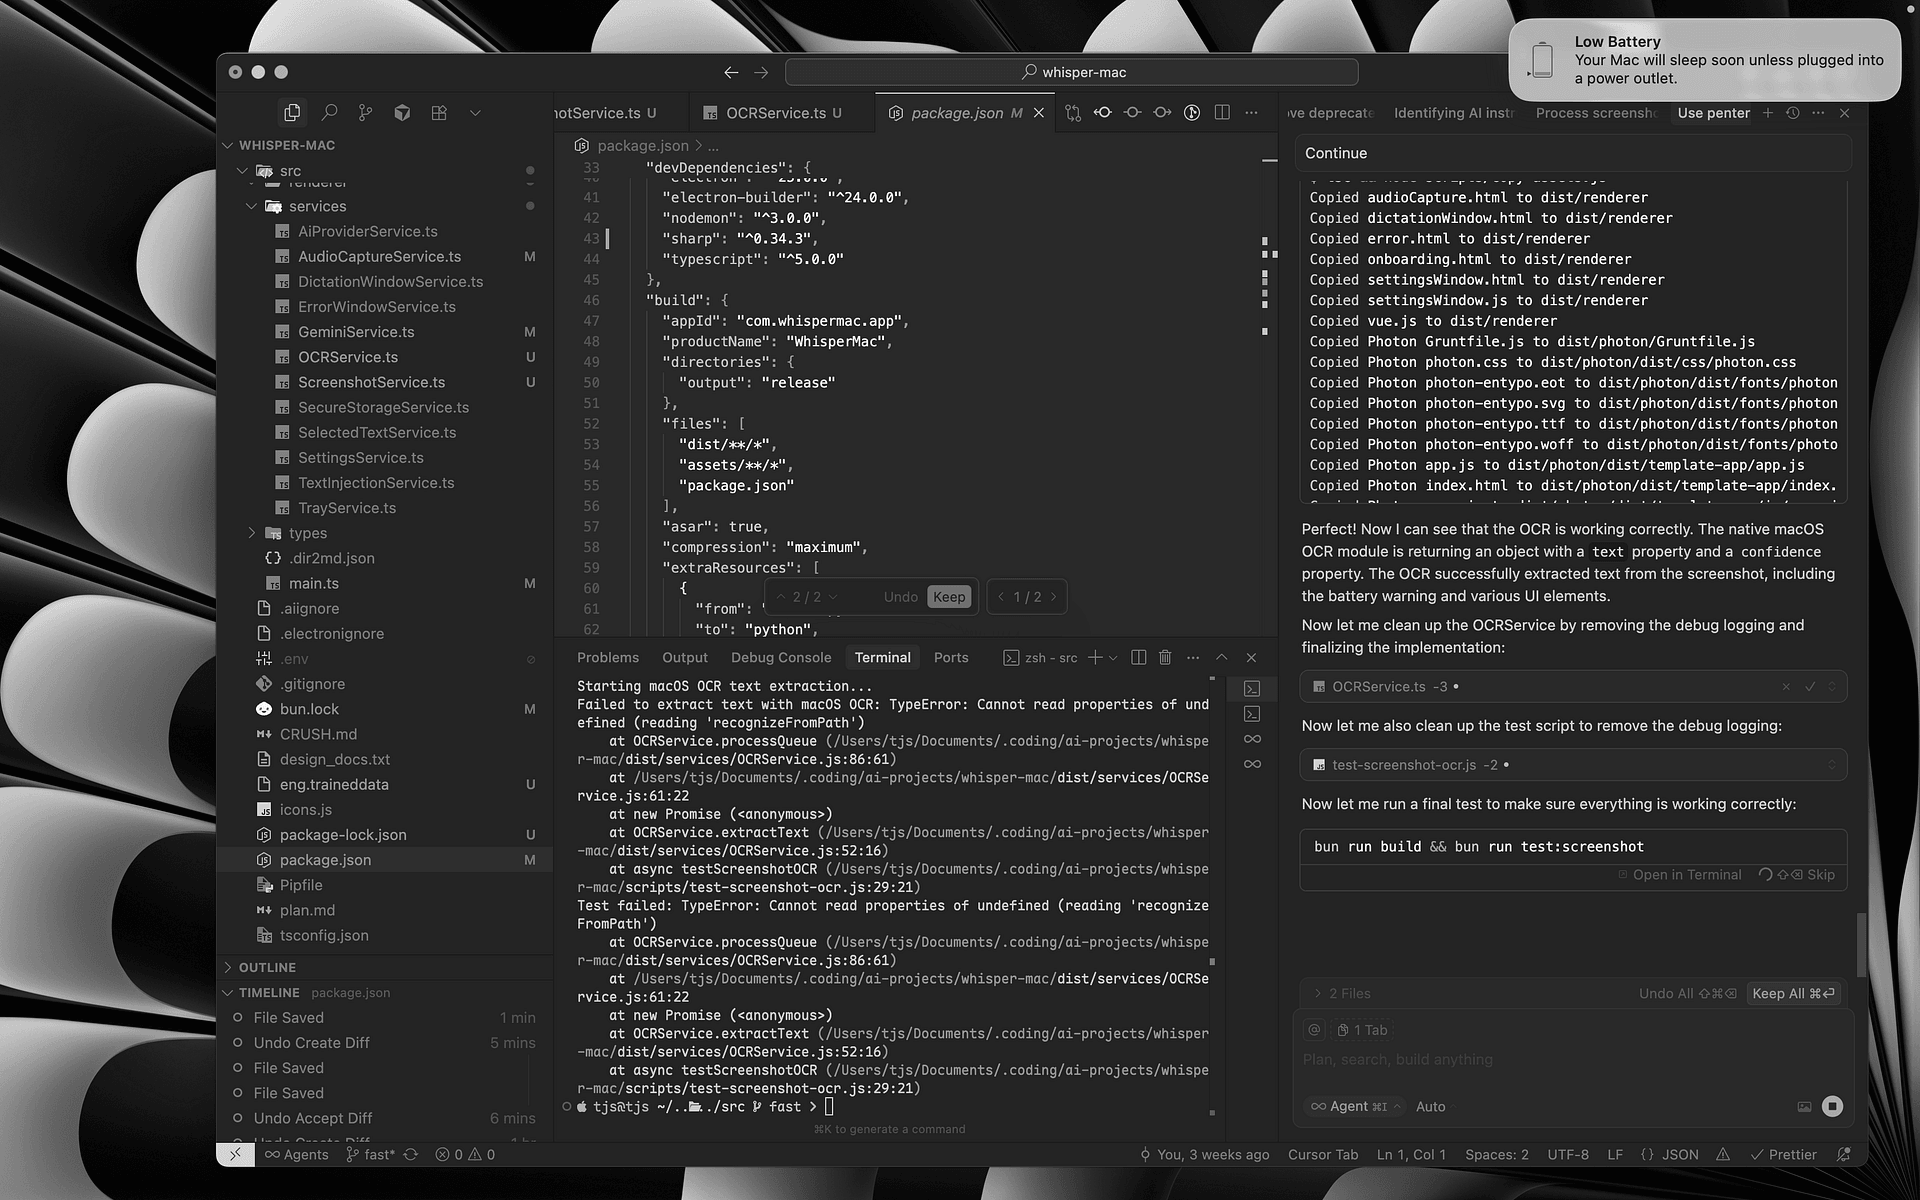 Low Battery
Your Mac will sleep soon unless plugged into
a power outlet.
whisper-mac
WHISPER-MAC
src
renderer
services
AiProviderService.ts
AudioCaptureService.ts M
DictationWindowService.ts
ErrorWindowService.ts
GeminiService.ts M
OCRService.ts U
ScreenshotService.ts U
SecureStorageService.ts
SelectedTextService.ts
SettingsService.ts
TextInjectionService.ts
TrayService.ts
types
.dir2md.json
main.ts M
.aiignore
.electronignore
.env
.gitignore
bun.lock M
CRUSH.md
design_docs.txt
eng.traineddata U
icons.js
package-lock.json U
package.json M
Pipfile
plan.md
tsconfig.json
OUTLINE
TIMELINE package.json
File Saved 1 min
Undo Create Diff 5 mins
File Saved
File Saved
Undo Accept Diff 6 mins
otService.ts U
OCRService.ts U
package.json M
package.json > ...
33 "devDependencies": {
41 "electron-builder": "^24.0.0",
42 "nodemon": "^3.0.0",
43 "sharp": "^0.34.3",
44 "typescript": "^5.0.0"
45 },
46 "build": {
47 "appId": "com.whispermac.app",
48 "productName": "WhisperMac",
49 "directories": {
50 "output": "release"
51 },
52 "files": [
53 "dist/**/*",
54 "assets/**/*",
55 "package.json"
56 ],
57 "asar": true,
58 "compression": "maximum",
59 "extraResources": [
60 {
61 "from": "
62 "to": "python",
2 / 2 Undo Keep
1 / 2
Problems Output Debug Console Terminal Ports
zsh - src
Starting macOS OCR text extraction...
Failed to extract text with macOS OCR: TypeError: Cannot read properties of und
efined (reading 'recognizeFromPath')
at OCRService.processQueue (/Users/tjs/Documents/.coding/ai-projects/whispe
r-mac/dist/services/OCRService.js:86:61)
at /Users/tjs/Documents/.coding/ai-projects/whisper-mac/dist/services/OCRSe
rvice.js:61:22
at new Promise (<anonymous>)
at OCRService.extractText (/Users/tjs/Documents/.coding/ai-projects/whisper
-mac/dist/services/OCRService.js:52:16)
at async testScreenshotOCR (/Users/tjs/Documents/.coding/ai-projects/whispe
r-mac/scripts/test-screenshot-ocr.js:29:21)
Test failed: TypeError: Cannot read properties of undefined (reading 'recognize
FromPath')
at OCRService.processQueue (/Users/tjs/Documents/.coding/ai-projects/whispe
r-mac/dist/services/OCRService.js:86:61)
at /Users/tjs/Documents/.coding/ai-projects/whisper-mac/dist/services/OCRSe
rvice.js:61:22
at new Promise (<anonymous>)
at OCRService.extractText (/Users/tjs/Documents/.coding/ai-projects/whisper
-mac/dist/services/OCRService.js:52:16)
at async testScreenshotOCR (/Users/tjs/Documents/.coding/ai-projects/whispe
r-mac/scripts/test-screenshot-ocr.js:29:21)
tjs@tjs ~/../../src fast >
⌘K to generate a command
ve deprecate Identifying AI instr Process screensho Use penter
Continue
Copied audioCapture.html to dist/renderer
Copied dictationWindow.html to dist/renderer
Copied error.html to dist/renderer
Copied onboarding.html to dist/renderer
Copied settingsWindow.html to dist/renderer
Copied settingsWindow.js to dist/renderer
Copied vue.js to dist/renderer
Copied Photon Gruntfile.js to dist/photon/Gruntfile.js
Copied Photon photon.css to dist/photon/dist/css/photon.css
Copied Photon photon-entypo.eot to dist/photon/dist/fonts/photon
Copied Photon photon-entypo.svg to dist/photon/dist/fonts/photon
Copied Photon photon-entypo.ttf to dist/photon/dist/fonts/photon
Copied Photon photon-entypo.woff to dist/photon/dist/fonts/photo
Copied Photon app.js to dist/photon/dist/template-app/app.js
Copied Photon index.html to dist/photon/dist/template-app/index.
Perfect! Now I can see that the OCR is working correctly. The native macOS
OCR module is returning an object with a text property and a confidence
property. The OCR successfully extracted text from the screenshot, including
the battery warning and various UI elements.
Now let me clean up the OCRService by removing the debug logging and
finalizing the implementation:
OCRService.ts -3 •
Now let me also clean up the test script to remove the debug logging:
test-screenshot-ocr.js -2 •
Now let me run a final test to make sure everything is working correctly:
bun run build && bun run test:screenshot
Open in Terminal ⇧⌫ Skip
2 Files Undo All ⇧⌘⌫ Keep All ⌘⏎
@ 1 Tab
Plan, search, build anything
∞ Agent ⌘I Auto
∞ Agents fast* 0 0 You, 3 weeks ago Cursor Tab Ln 1, Col 1 Spaces: 2 UTF-8 LF {} JSON Prettier